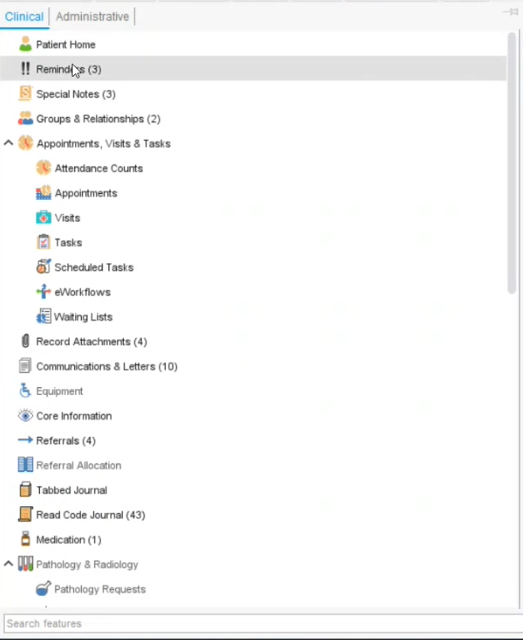 Clinical Administrative
Patient Home
Reminders (3)
Special Notes (3)
Groups & Relationships (2)
Appointments, Visits & Tasks
Attendance Counts
Appointments
Visits
Tasks
Scheduled Tasks
eWorkflows
Waiting Lists
Record Attachments (4)
Communications & Letters (10)
Equipment
Core Information
Referrals (4)
Referral Allocation
Tabbed Journal
Read Code Journal (43)
Medication (1)
Pathology & Radiology
Pathology Requests
Search features